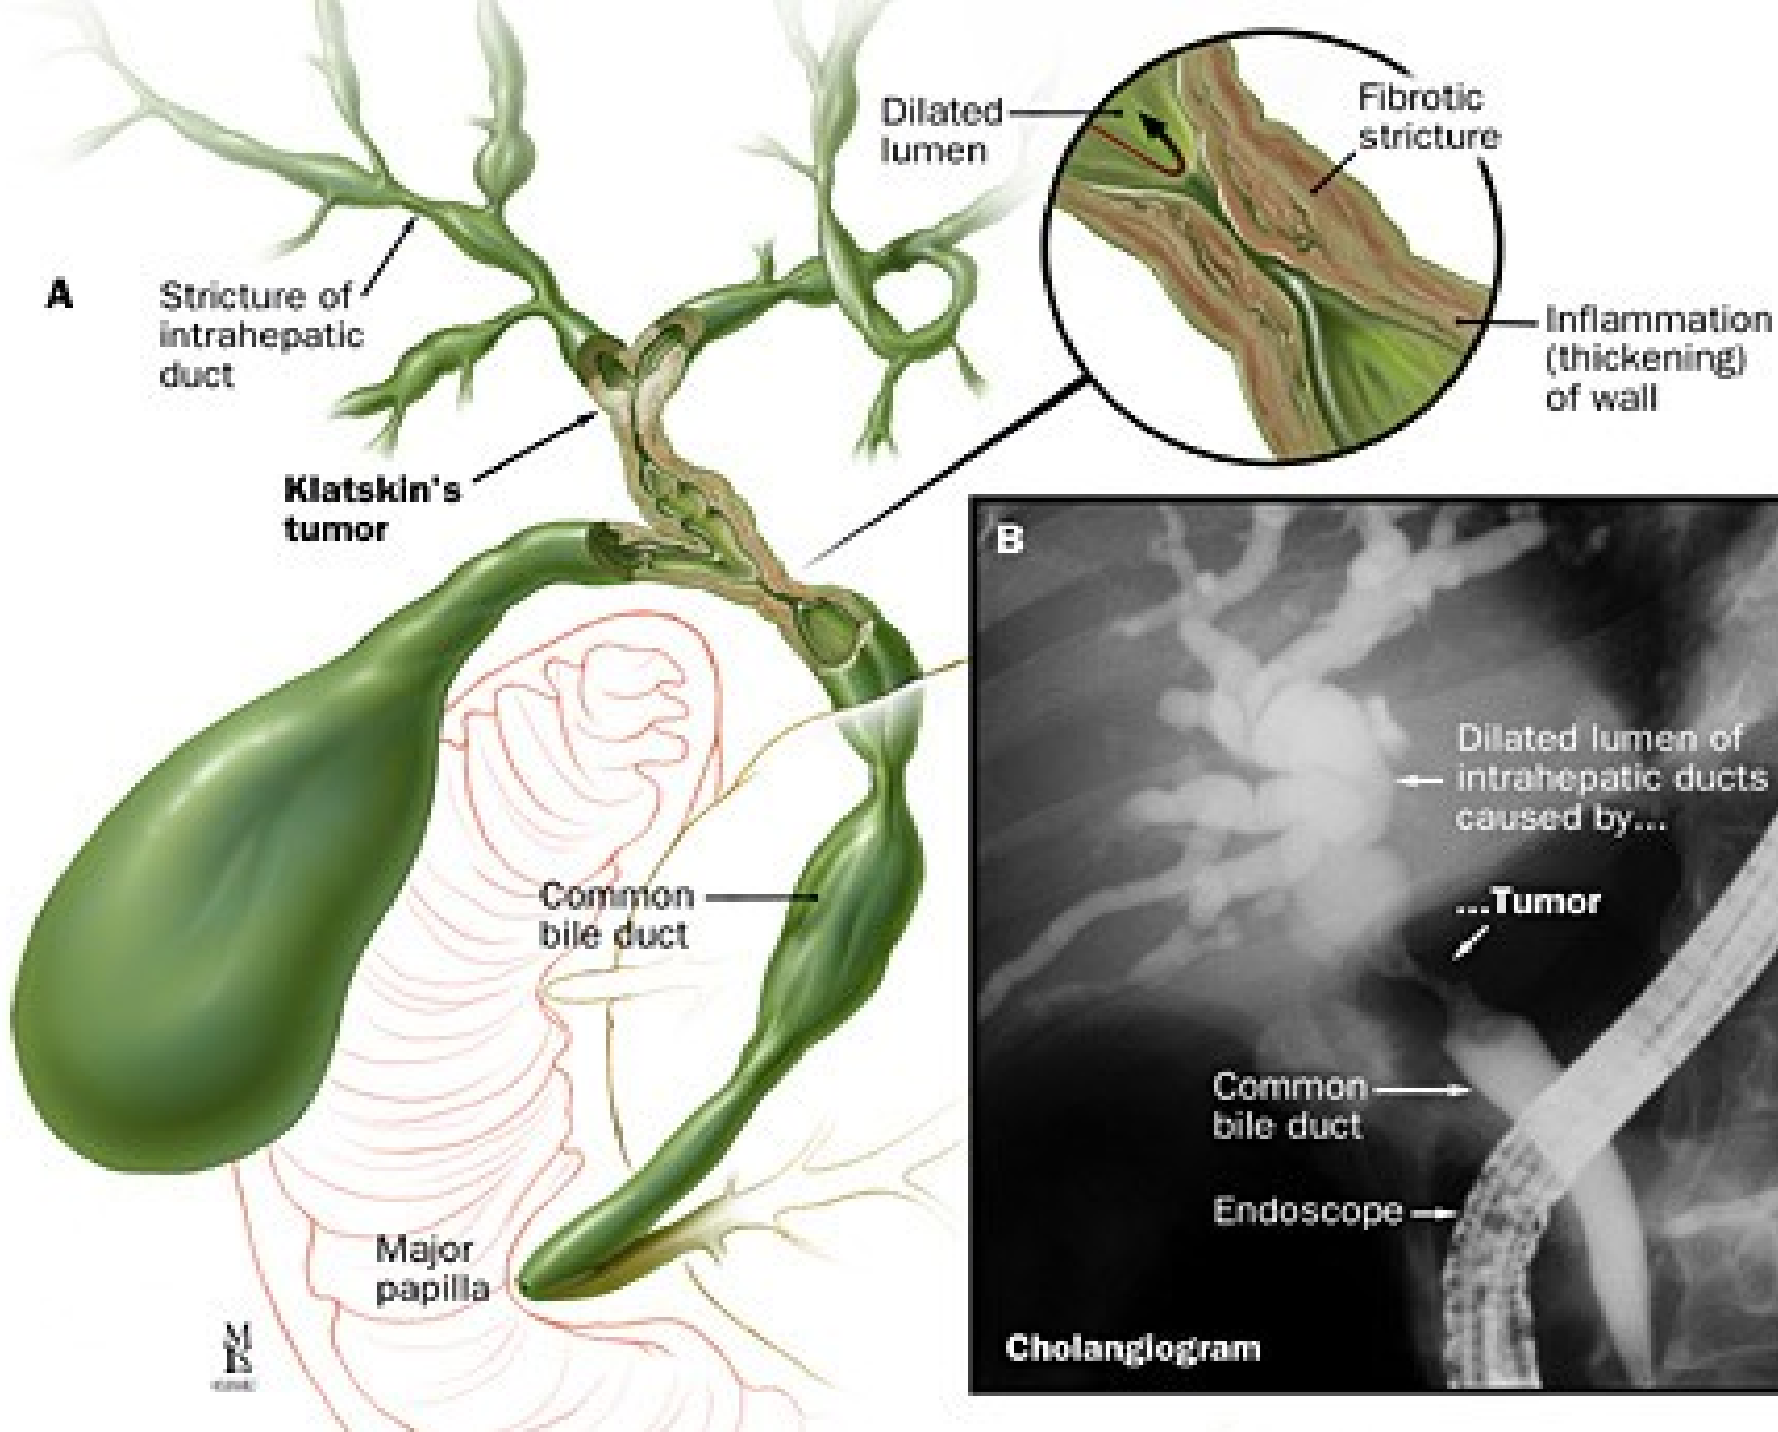 A
Stricture of
intrahepatic
duct
Klatskin's
tumor
Dilated
lumen
Fibrotic
stricture
Inflammation
(thickening)
of wall
Common
bile duct
Major
papilla
B
Dilated lumen of
intrahepatic ducts
caused by...
...Tumor
Common
bile duct
Endoscope
Cholangiogram